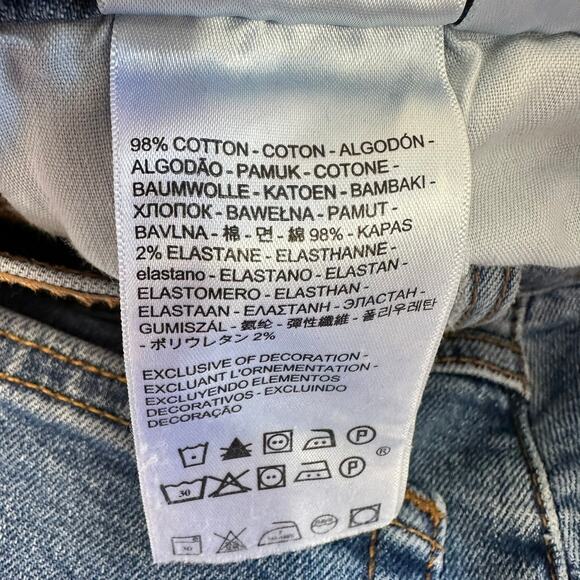 98% COTTON - COTON - ALGODÓN -
ALGODÃO - PAMUK - COTONE -
BAUMWOLLE - KATOEN - BAMBAKI -
ХЛОПОК - BAWEŁNA - PAMUT -
BAVLNA - 棉 - 면 - 綿 98% - KAPAS
2% ELASTANE - ELASTHANNE -
elastano - ELASTANO - ELASTAN -
ELASTOMERO - ELASTHAN -
ELASTAAN - ΕΛΑΣΤΑΝΗ - ЭЛАСТАН -
GUMISZÁL - 氨纶 - 彈性纖維 - 폴리우레탄
- ポリウレタン 2%
EXCLUSIVE OF DECORATION -
EXCLUANT L'ORNEMENTATION -
EXCLUYENDO ELEMENTOS
DECORATIVOS - EXCLUINDO
DECORAÇÃO
P
30 P ®
30